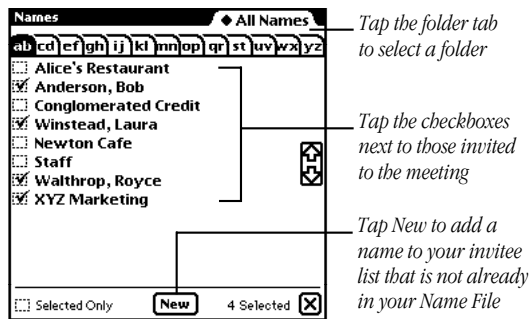 Names
◆ All Names
ab cd ef gh ij kl mn op qr st uv wx yz
Alice's Restaurant
Anderson, Bob
Conglomerated Credit
Winstead, Laura
Newton Cafe
Staff
Walthrop, Royce
XYZ Marketing
Selected Only New 4 Selected
Tap the folder tab
to select a folder
Tap the checkboxes
next to those invited
to the meeting
Tap New to add a
name to your invitee
list that is not already
in your Name File